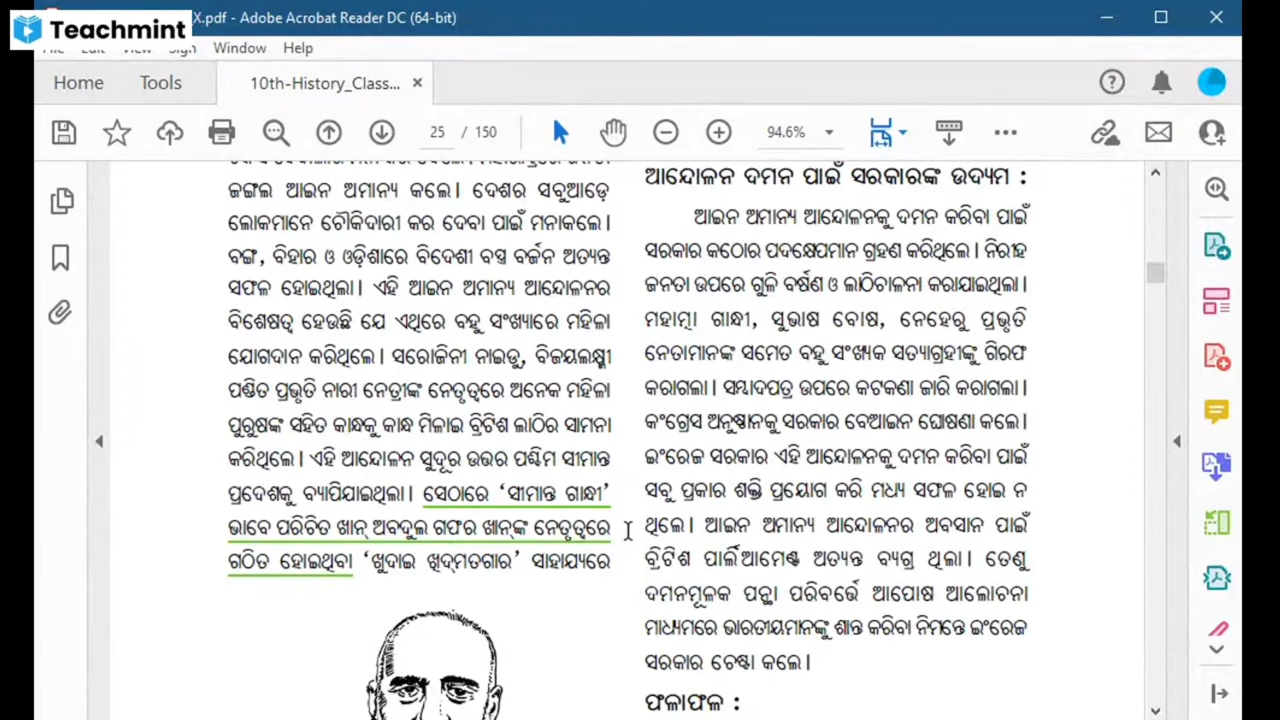 Teachmint
X.pdf - Adobe Acrobat Reader DC (64-bit)
Window Help
Home Tools 10th-History_Class... ×
25 / 150 94.6%
ଜଙ୍ଗଲ ଆଇନ ଅମାନ୍ୟ କଲେ। ଦେଶର ସବୁଆଡ଼େ
ଲୋକମାନେ ଚୌକିଦାରୀ କର ଦେବା ପାଇଁ ମନାକଲେ।
ବଙ୍ଗ, ବିହାର ଓ ଓଡ଼ିଶାରେ ବିଦେଶୀ ବସ୍ତ୍ର ବର୍ଜନ ଅତ୍ୟନ୍ତ
ସଫଳ ହୋଇଥିଲା। ଏହି ଆଇନ ଅମାନ୍ୟ ଆନ୍ଦୋଳନର
ବିଶେଷତ୍ୱ ହେଉଛି ଯେ ଏଥିରେ ବହୁ ସଂଖ୍ୟାରେ ମହିଳା
ଯୋଗଦାନ କରିଥିଲେ। ସରୋଜିନୀ ନାଇଡୁ, ବିଜୟଲକ୍ଷ୍ମୀ
ପଣ୍ଡିତ ପ୍ରଭୃତି ନାରୀ ନେତ୍ରୀଙ୍କ ନେତୃତ୍ୱରେ ଅନେକ ମହିଳା
ପୁରୁଷଙ୍କ ସହିତ କାନ୍ଧକୁ କାନ୍ଧ ମିଳାଇ ବ୍ରିଟିଶ ଲାଠିର ସାମନା
କରିଥିଲେ। ଏହି ଆନ୍ଦୋଳନ ସୁଦୂର ଉତ୍ତର ପଶ୍ଚିମ ସୀମାନ୍ତ
ପ୍ରଦେଶକୁ ବ୍ୟାପିଯାଇଥିଲା। ସେଠାରେ ‘ସୀମାନ୍ତ ଗାନ୍ଧୀ’
ଭାବେ ପରିଚିତ ଖାନ୍ ଅବଦୁଲ ଗଫର ଖାନ୍‌ଙ୍କ ନେତୃତ୍ୱରେ
ଗଠିତ ହୋଇଥିବା ‘ଖୁଦାଇ ଖିଦ୍‌ମତଗାର’ ସାହାଯ୍ୟରେ
ଆନ୍ଦୋଳନ ଦମନ ପାଇଁ ସରକାରଙ୍କ ଉଦ୍ୟମ :
ଆଇନ ଅମାନ୍ୟ ଆନ୍ଦୋଳନକୁ ଦମନ କରିବା ପାଇଁ
ସରକାର କଠୋର ପଦକ୍ଷେପମାନ ଗ୍ରହଣ କରିଥିଲେ। ନିରୀହ
ଜନତା ଉପରେ ଗୁଳି ବର୍ଷଣ ଓ ଲାଠିଚାଳନା କରାଯାଇଥିଲା।
ମହାତ୍ମା ଗାନ୍ଧୀ, ସୁଭାଷ ବୋଷ, ନେହେରୁ ପ୍ରଭୃତି
ନେତାମାନଙ୍କ ସମେତ ବହୁ ସଂଖ୍ୟକ ସତ୍ୟାଗ୍ରହୀଙ୍କୁ ଗିରଫ
କରାଗଲା। ସମ୍ବାଦପତ୍ର ଉପରେ କଟକଣା ଜାରି କରାଗଲା।
କଂଗ୍ରେସ ଅନୁଷ୍ଠାନକୁ ସରକାର ବେଆଇନ ଘୋଷଣା କଲେ।
ଇଂରେଜ ସରକାର ଏହି ଆନ୍ଦୋଳନକୁ ଦମନ କରିବା ପାଇଁ
ସବୁ ପ୍ରକାର ଶକ୍ତି ପ୍ରୟୋଗ କରି ମଧ୍ୟ ସଫଳ ହୋଇ ନ
ଥିଲେ। ଆଇନ ଅମାନ୍ୟ ଆନ୍ଦୋଳନର ଅବସାନ ପାଇଁ
ବ୍ରିଟିଶ ପାର୍ଲିଆମେଣ୍ଟ ଅତ୍ୟନ୍ତ ବ୍ୟଗ୍ର ଥିଲା। ତେଣୁ
ଦମନମୂଳକ ପନ୍ଥା ପରିବର୍ତ୍ତେ ଆପୋଷ ଆଲୋଚନା
ମାଧ୍ୟମରେ ଭାରତୀୟମାନଙ୍କୁ ଶାନ୍ତ କରିବା ନିମନ୍ତେ ଇଂରେଜ
ସରକାର ଚେଷ୍ଟା କଲେ।
ଫଳାଫଳ :